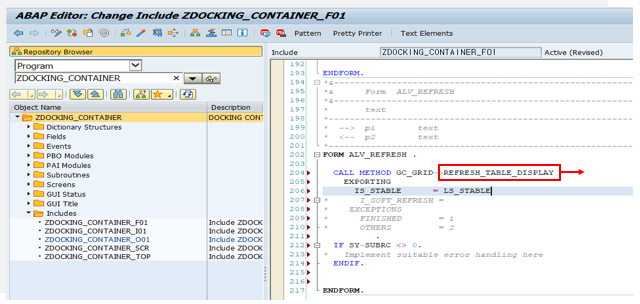 ABAP Editor: Change Include ZDOCKING_CONTAINER_F01
Pattern Pretty Printer Text Elements
Repository Browser
Program
ZDOCKING_CONTAINER
Object Name Description
ZDOCKING_CONTAINER DOCKING CONT
Dictionary Structures
Fields
Events
PBO Modules
PAI Modules
Subroutines
Screens
GUI Status
GUI Title
Includes
ZDOCKING_CONTAINER_F01 Include ZDOCK
ZDOCKING_CONTAINER_I01 Include ZDOCK
ZDOCKING_CONTAINER_O01 Include ZDOCK
ZDOCKING_CONTAINER_SCR Include ZDOCK
ZDOCKING_CONTAINER_TOP Include ZDOCK
Include ZDOCKING_CONTAINER_F01 Active (Revised)
192
193 ENDFORM.
194 *&---------------------------------------------------------------------
195 *& Form ALV_REFRESH
196 *&---------------------------------------------------------------------
197 * text
198 *----------------------------------------------------------------------
199 * --> p1 text
200 * <-- p2 text
201 *----------------------------------------------------------------------
202 FORM ALV_REFRESH .
203
204 CALL METHOD GC_GRID->REFRESH_TABLE_DISPLAY
205 EXPORTING
206 IS_STABLE = LS_STABLE
207 * I_SOFT_REFRESH =
208 * EXCEPTIONS
209 * FINISHED = 1
210 * OTHERS = 2
211 .
212 IF SY-SUBRC <> 0.
213 * Implement suitable error handling here
214 ENDIF.
215
216
217 ENDFORM.